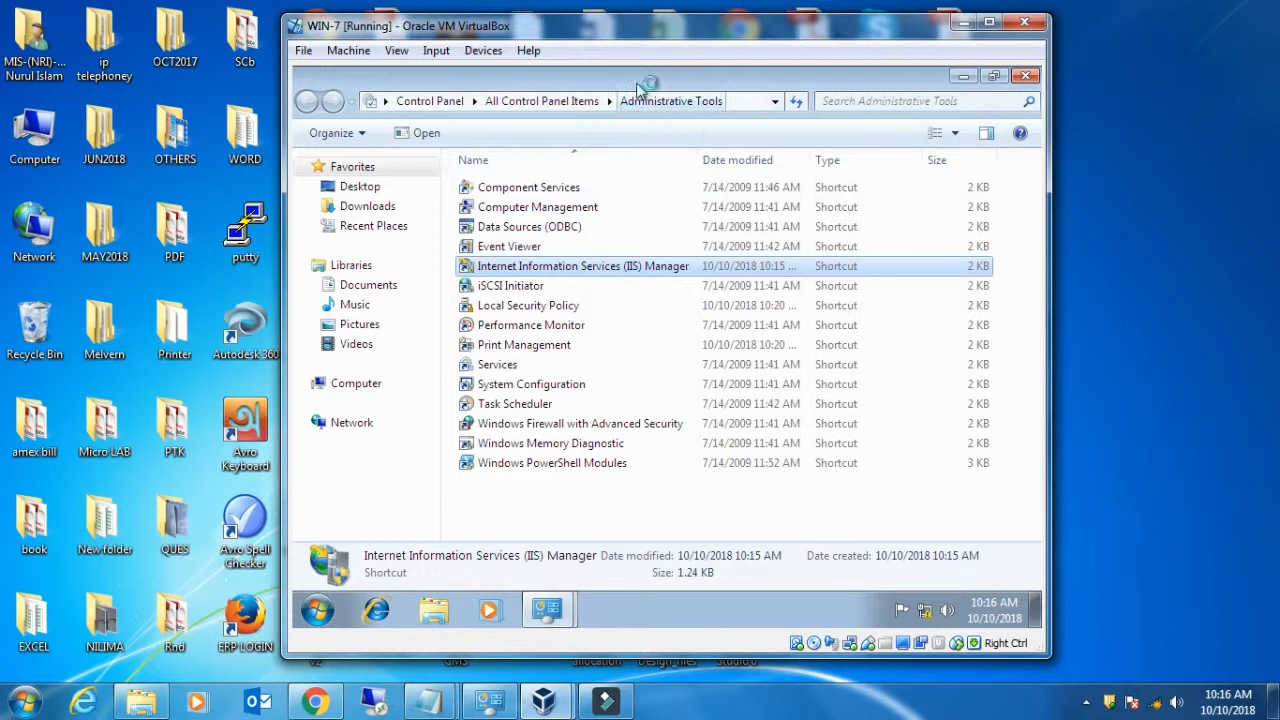 WIN-7 [Running] - Oracle VM VirtualBox
File Machine View Input Devices Help
Control Panel All Control Panel Items Administrative Tools
Search Administrative Tools
Organize Open
Favorites
Desktop
Downloads
Recent Places
Libraries
Documents
Music
Pictures
Videos
Computer
Network
Name Date modified Type Size
Component Services 7/14/2009 11:46 AM Shortcut 2 KB
Computer Management 7/14/2009 11:41 AM Shortcut 2 KB
Data Sources (ODBC) 7/14/2009 11:41 AM Shortcut 2 KB
Event Viewer 7/14/2009 11:42 AM Shortcut 2 KB
Internet Information Services (IIS) Manager 10/10/2018 10:15 ... Shortcut 2 KB
iSCSI Initiator 7/14/2009 11:41 AM Shortcut 2 KB
Local Security Policy 10/10/2018 10:20 ... Shortcut 2 KB
Performance Monitor 7/14/2009 11:41 AM Shortcut 2 KB
Print Management 10/10/2018 10:20 ... Shortcut 2 KB
Services 7/14/2009 11:41 AM Shortcut 2 KB
System Configuration 7/14/2009 11:41 AM Shortcut 2 KB
Task Scheduler 7/14/2009 11:42 AM Shortcut 2 KB
Windows Firewall with Advanced Security 7/14/2009 11:41 AM Shortcut 2 KB
Windows Memory Diagnostic 7/14/2009 11:41 AM Shortcut 2 KB
Windows PowerShell Modules 7/14/2009 11:52 AM Shortcut 3 KB
Internet Information Services (IIS) Manager Date modified: 10/10/2018 10:15 AM Date created: 10/10/2018 10:15 AM
Shortcut Size: 1.24 KB
10:16 AM
10/10/2018
Right Ctrl
MIS-(NRI)-...
Nurul Islam
ip
telephoney
OCT2017
SCb
Computer
JUN2018
OTHERS
WORD
Network
MAY2018
PDF
putty
Recycle Bin
Melvern
Printer
Autodesk 360
amex bill
Micro LAB
PTK
Avro
Keyboard
book
New folder
QUES
Avro Spell
Checker
EXCEL
NILIMA
Rnd
ERP LOGIN
10:16 AM
10/10/2018